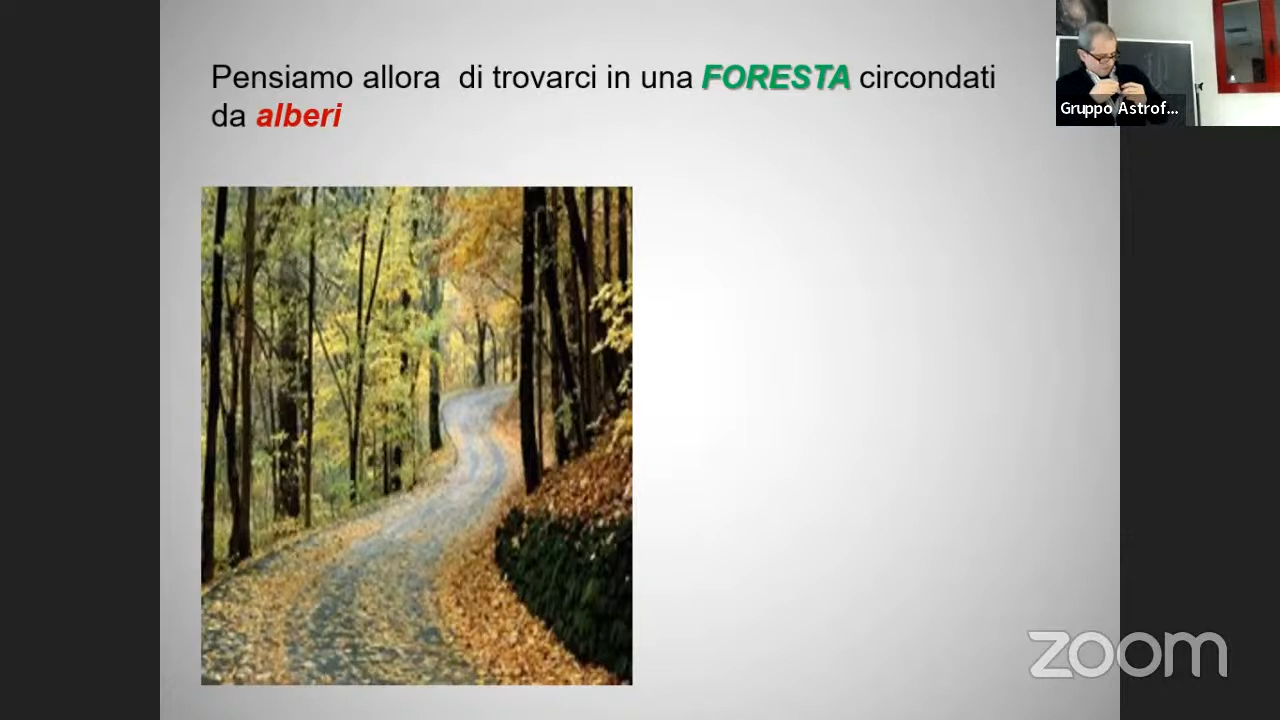 Pensiamo allora  di trovarci in una FORESTA circondati
da alberi
Gruppo Astrof...
zoom